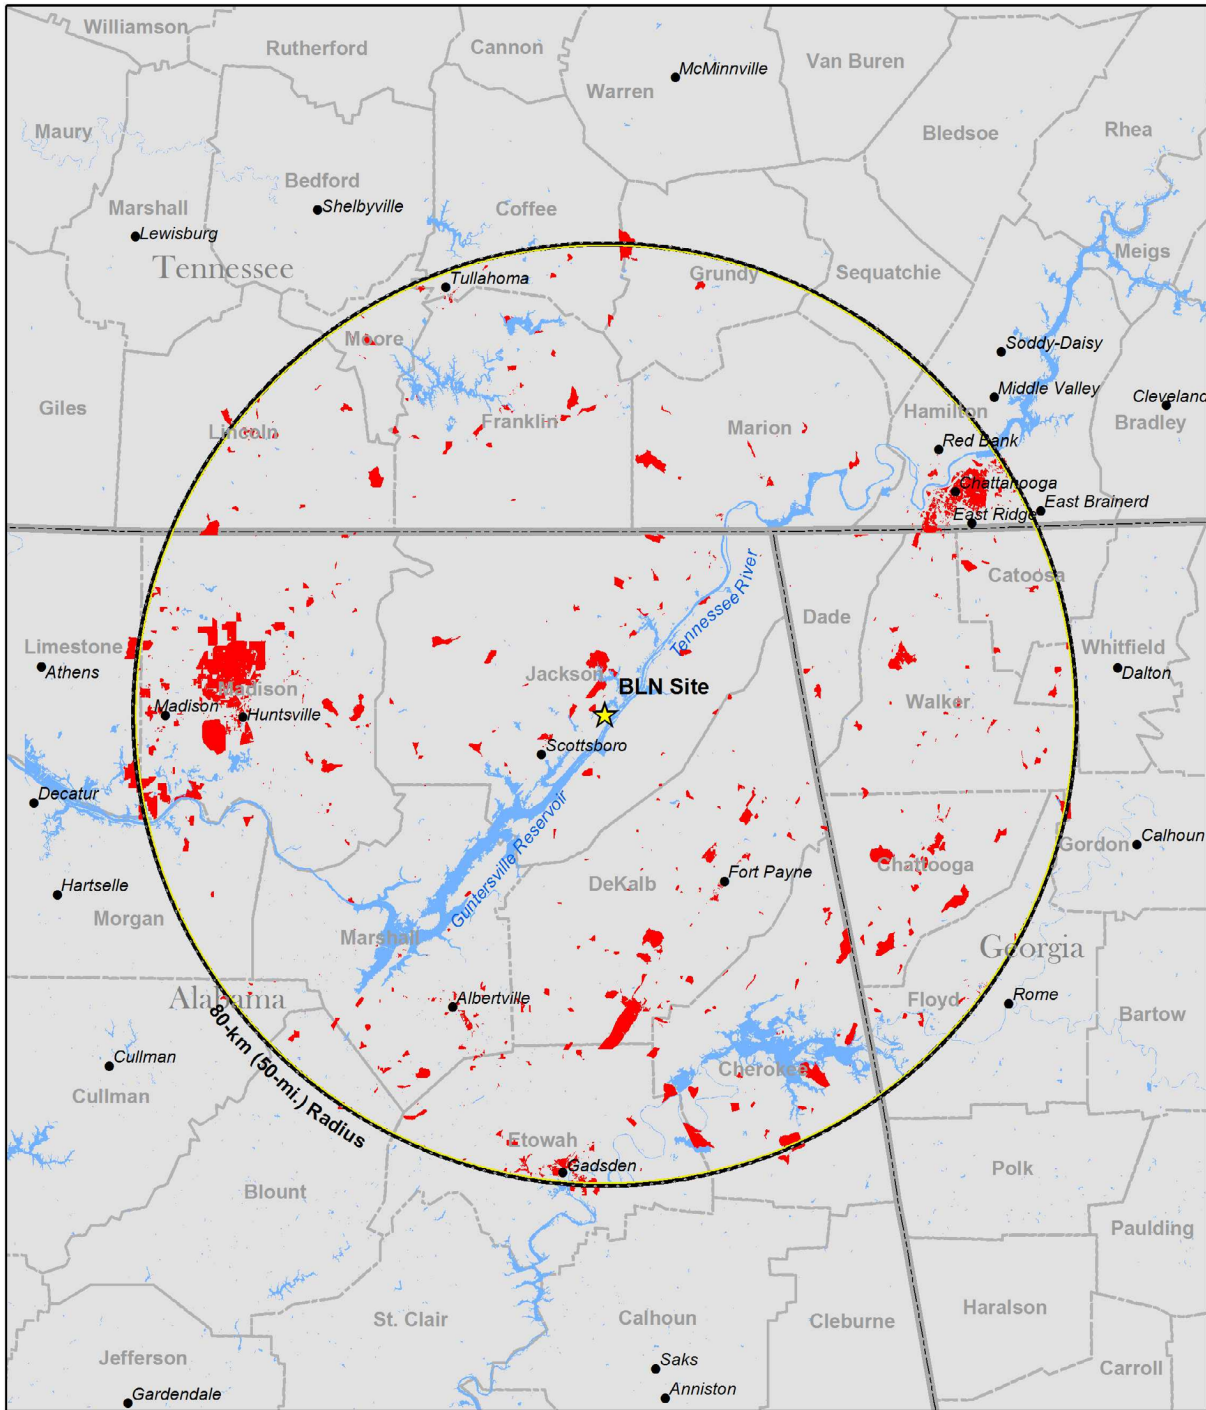 Williamson
Rutherford
Cannon
Van Buren
McMinnville
Warren
Maury
Bledsoe
Rhea
Bedford
Marshall
Shelbyville
Coffee
Lewisburg
Meigs
Tennessee
Grundy
Sequatchie
Tullahoma
Moore
Soddy-Daisy
Middle Valley
Cleveland
Giles
Hamilton
Lincoln
Franklin
Marion
Bradley
Red Bank
Chattanooga
East Brainerd
East Ridge
Catoosa
Tennessee River
Dade
Limestone
Whitfield
Athens
Jackson
Dalton
BLN Site
Madison
Walker
Madison
Huntsville
Scottsboro
Decatur
Guntersville Reservoir
Calhoun
Gordon
Chattooga
Fort Payne
DeKalb
Hartselle
Morgan
Marshall
Georgia
Alabama
Albertville
Floyd
Rome
Bartow
80-km (50-mi.) Radius
Cullman
Cherokee
Cullman
Etowah
Gadsden
Polk
Blount
Paulding
Haralson
St. Clair
Calhoun
Cleburne
Jefferson
Saks
Carroll
Gardendale
Anniston